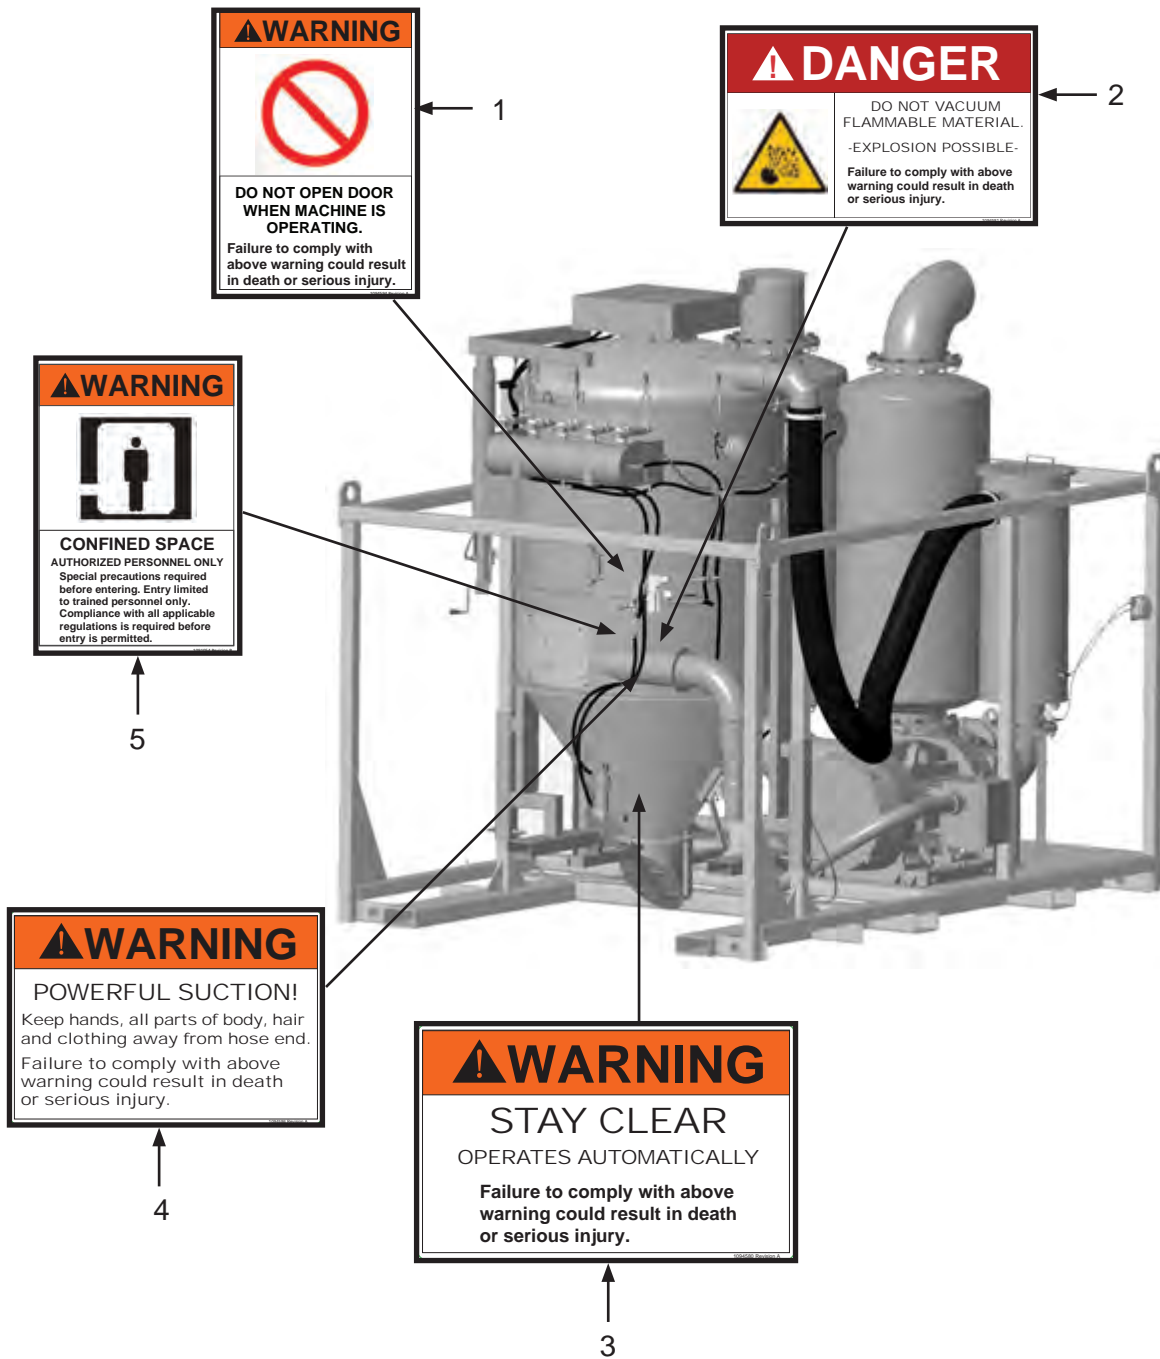 WARNING
DO NOT OPEN DOOR
WHEN MACHINE IS
OPERATING.
Failure to comply with
above warning could result
in death or serious injury.
1
DANGER
DO NOT VACUUM
FLAMMABLE MATERIAL.
-EXPLOSION POSSIBLE-
Failure to comply with above
warning could result in death
or serious injury.
2
WARNING
CONFINED SPACE
AUTHORIZED PERSONNEL ONLY
Special precautions required
before entering. Entry limited
to trained personnel only.
Compliance with all applicable
regulations is required before
entry is permitted.
5
WARNING
POWERFUL SUCTION!
Keep hands, all parts of body, hair
and clothing away from hose end.
Failure to comply with above
warning could result in death
or serious injury.
4
WARNING
STAY CLEAR
OPERATES AUTOMATICALLY
Failure to comply with above
warning could result in death
or serious injury.
1094580 Revision A
3